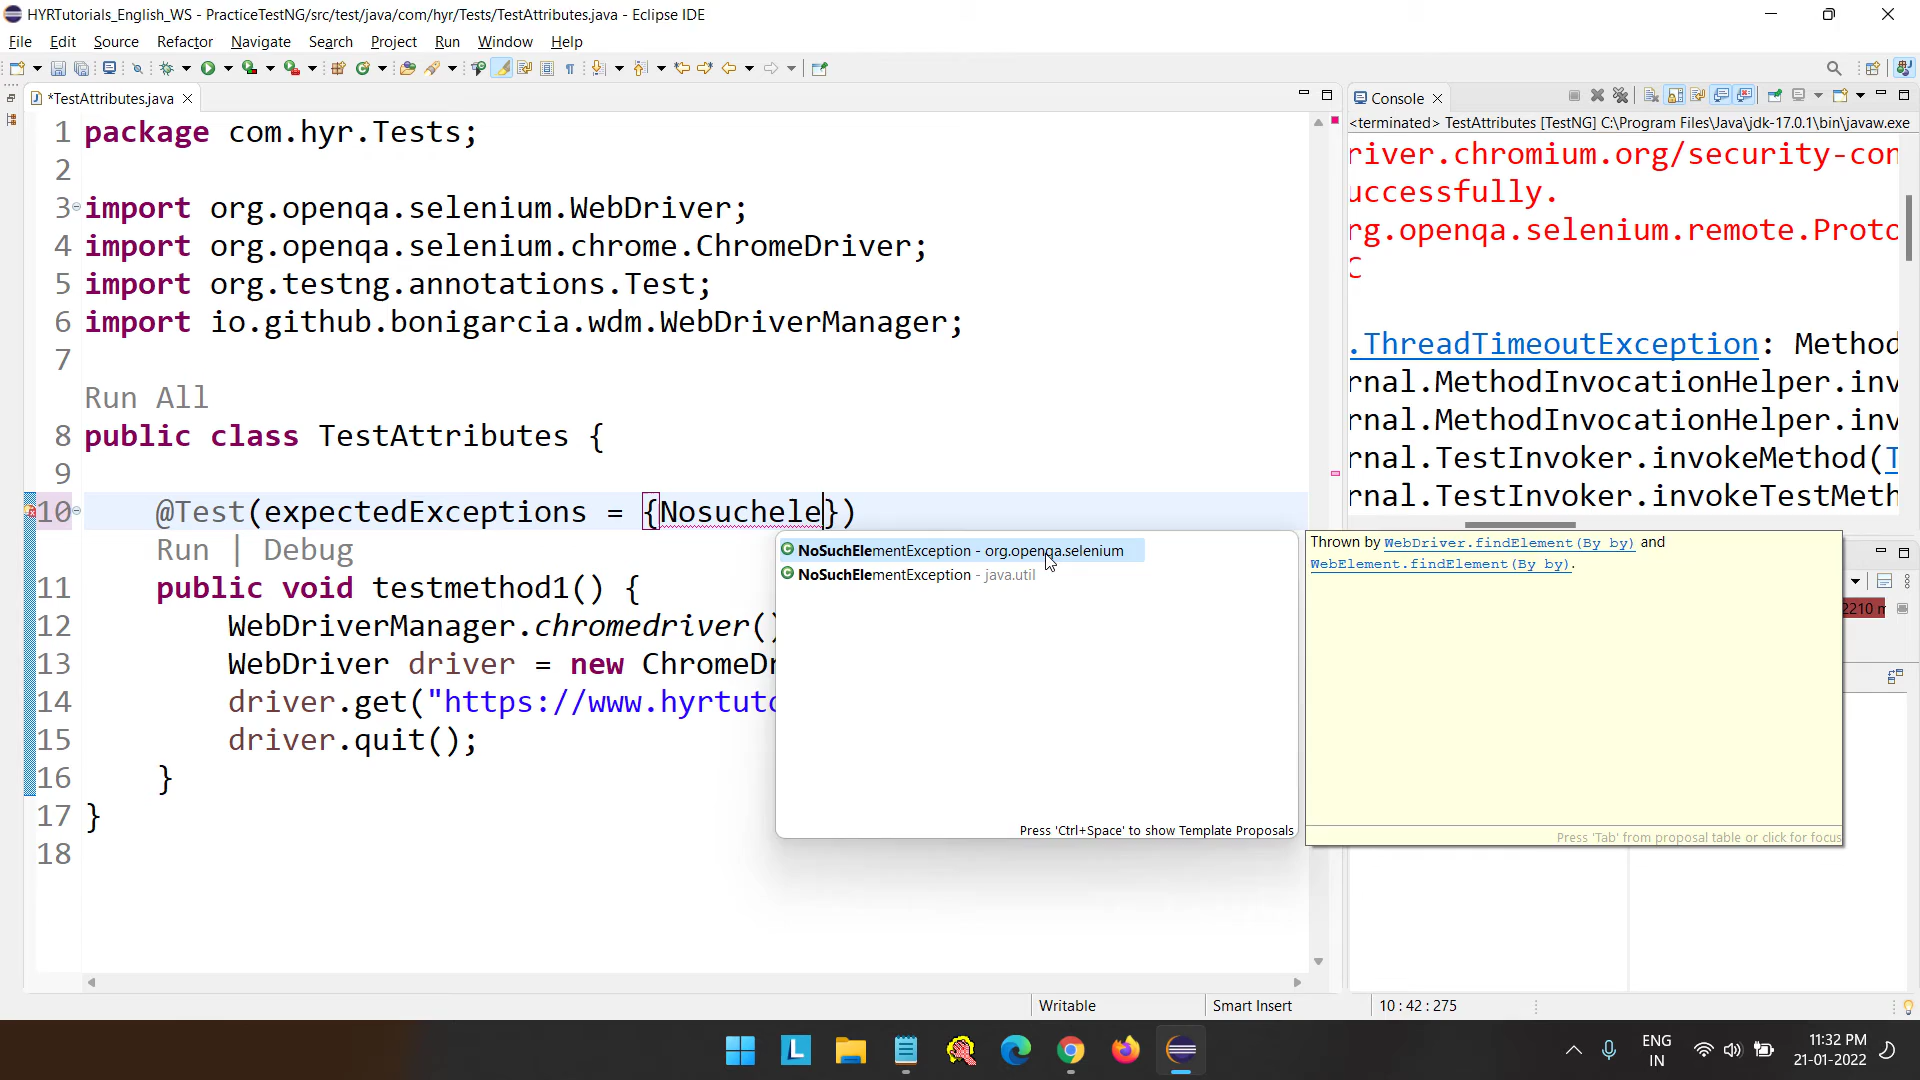 HYRTutorials_English_WS - PracticeTestNG/src/test/java/com/hyr/Tests/TestAttributes.java - Eclipse IDE
File Edit Source Refactor Navigate Search Project Run Window Help
*TestAttributes.java
1 package com.hyr.Tests;
2
3 import org.openqa.selenium.WebDriver;
4 import org.openqa.selenium.chrome.ChromeDriver;
5 import org.testng.annotations.Test;
6 import io.github.bonigarcia.wdm.WebDriverManager;
7
Run All
8 public class TestAttributes {
9
10 @Test(expectedExceptions = {Nosuchele})
Run | Debug
11 public void testmethod1() {
12 WebDriverManager.chromedriver()
13 WebDriver driver = new ChromeDr
14 driver.get("https://www.hyrtuto
15 driver.quit();
16 }
17 }
18
NoSuchElementException - org.openqa.selenium
NoSuchElementException - java.util
Press 'Ctrl+Space' to show Template Proposals
Thrown by WebDriver.findElement(By by) and
WebElement.findElement(By by).
Press 'Tab' from proposal table or click for focus
Console
<terminated> TestAttributes [TestNG] C:\Program Files\Java\jdk-17.0.1\bin\javaw.exe
river.chromium.org/security-con
uccessfully.
rg.openqa.selenium.remote.Proto
C
.ThreadTimeoutException: Method
rnal.MethodInvocationHelper.inv
rnal.MethodInvocationHelper.inv
rnal.TestInvoker.invokeMethod(T
rnal.TestInvoker.invokeTestMeth
2210 m
Writable Smart Insert 10 : 42 : 275
ENG
IN
11:32 PM
21-01-2022